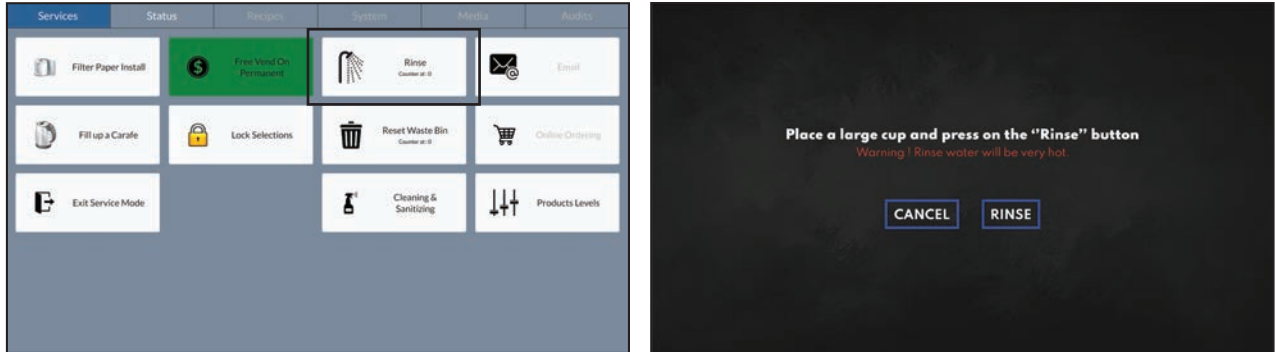 Services Status Recipes System Media Audits
Filter Paper Install
Free Vend On
Permanent
Rinse
Counter at: 0
Email
Fill up a Carafe
Lock Selections
Reset Waste Bin
Counter at: 0
Online Ordering
Exit Service Mode
Cleaning &
Sanitizing
Products Levels
Place a large cup and press on the ‘’Rinse’’ button
Warning ! Rinse water will be very hot.
CANCEL RINSE